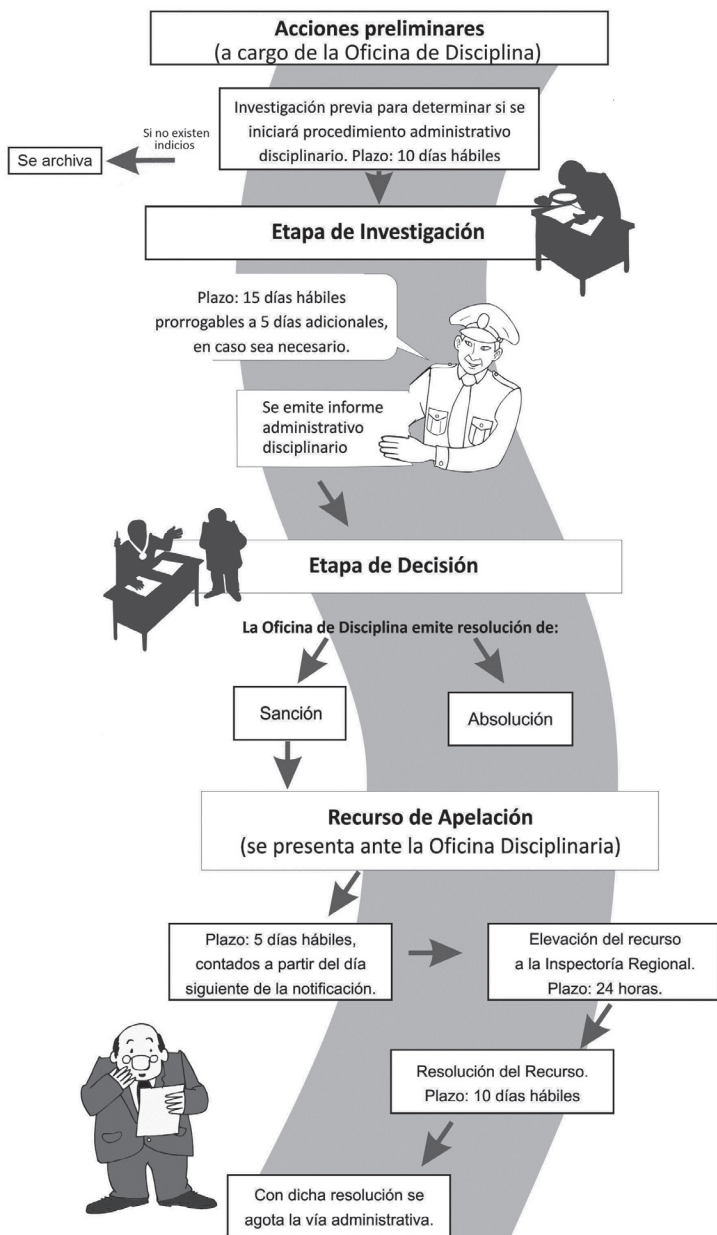 Acciones preliminares
(a cargo de la Oficina de Disciplina)
Investigación previa para determinar si se
iniciará procedimiento administrativo
disciplinario. Plazo: 10 días hábiles
Si no existen
indicios
Se archiva
Etapa de Investigación
Plazo: 15 días hábiles
prorrogables a 5 días adicionales,
en caso sea necesario.
Se emite informe
administrativo
disciplinario
Etapa de Decisión
La Oficina de Disciplina emite resolución de:
Sanción
Absolución
Recurso de Apelación
(se presenta ante la Oficina Disciplinaria)
Plazo: 5 días hábiles,
contados a partir del día
siguiente de la notificación.
Elevación del recurso
a la Inspectoría Regional.
Plazo: 24 horas.
Resolución del Recurso.
Plazo: 10 días hábiles
Con dicha resolución se
agota la vía administrativa.